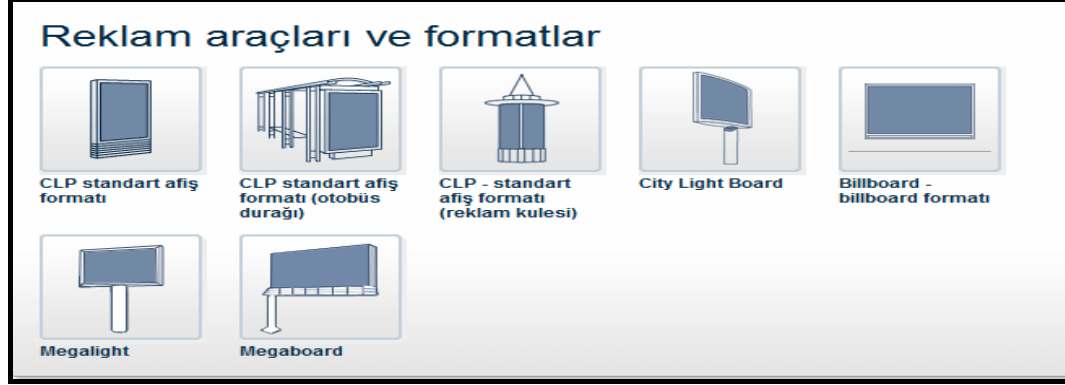 Reklam araçları ve formatlar
CLP standart afiş
formatı
CLP standart afiş
formatı (otobüs
durağı)
CLP - standart
afiş formatı
(reklam kulesi)
City Light Board
Billboard -
billboard formatı
Megalight
Megaboard